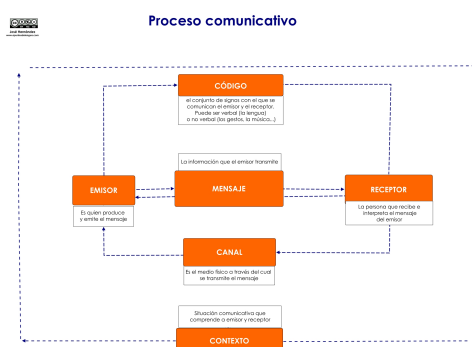 Proceso comunicativo
José Hernández
CÓDIGO
el conjunto de signos con el que se
comunican el emisor y el receptor.
Puede ser verbal (la lengua)
o no verbal (los gestos, la música...)
La información que el emisor transmite
EMISOR
MENSAJE
RECEPTOR
Es quien produce
y emite el mensaje
La persona que recibe e
interpreta el mensaje
del emisor
CANAL
Es el medio físico a través del cual
se transmite el mensaje
Situación comunicativa que
comprende a emisor y receptor
CONTEXTO